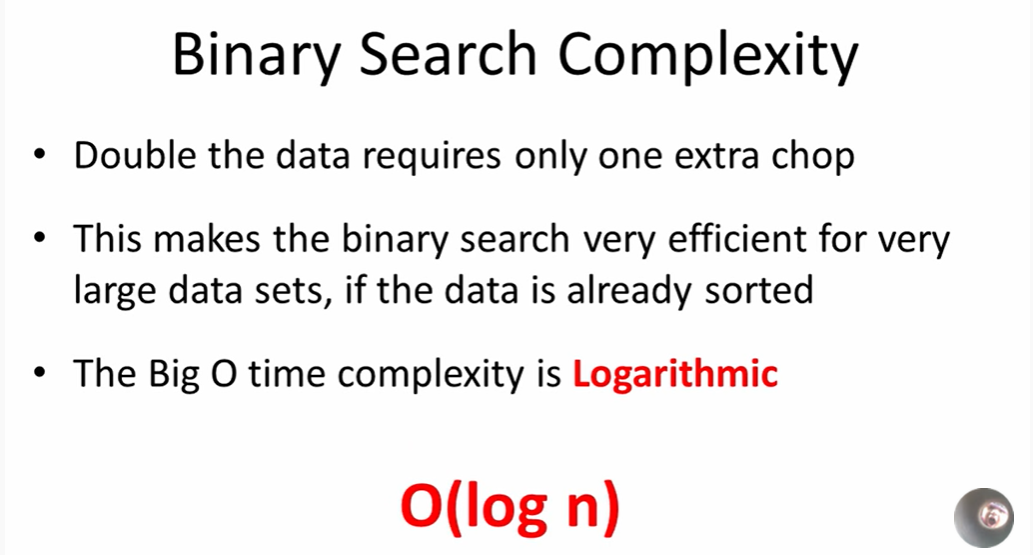 Binary Search Complexity
• Double the data requires only one extra chop
• This makes the binary search very efficient for very
large data sets, if the data is already sorted
• The Big O time complexity is Logarithmic
O(log n)